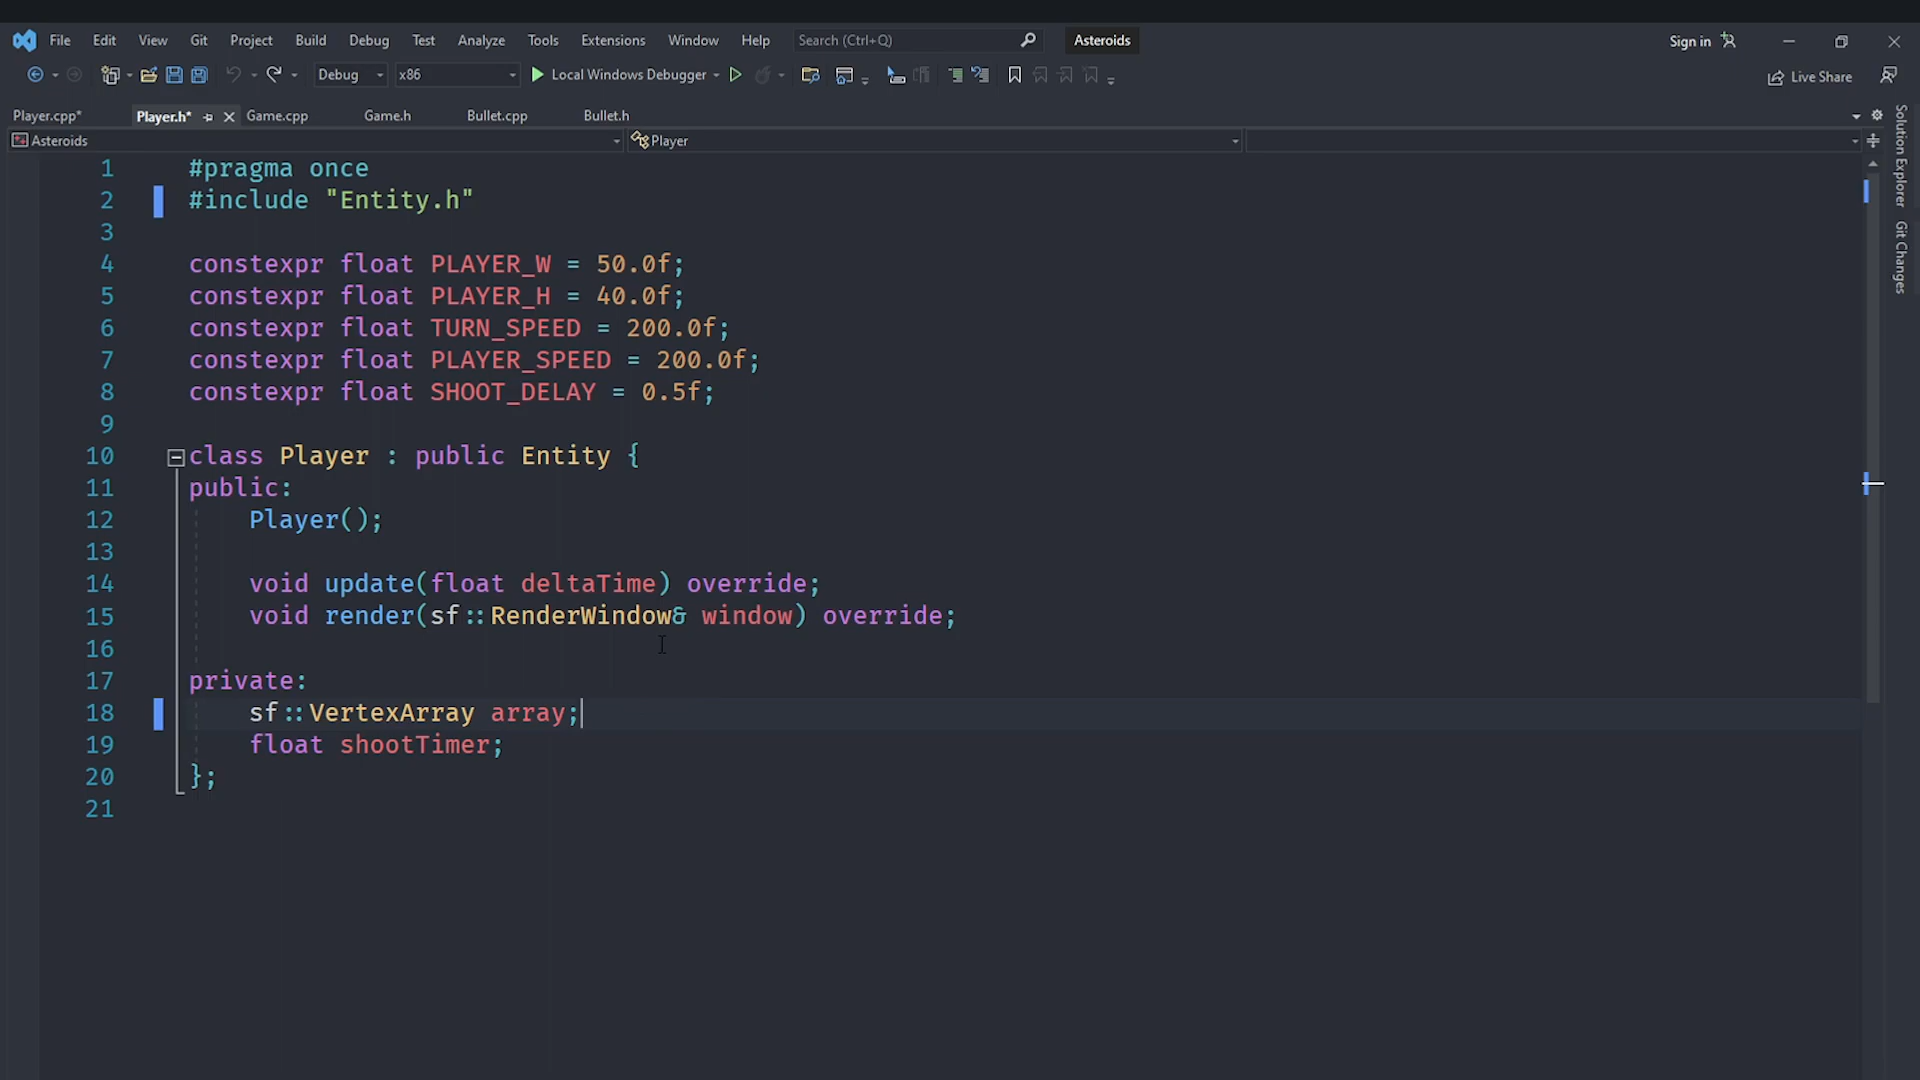 File Edit View Git Project Build Debug Test Analyze Tools Extensions Window Help Search (Ctrl+Q) Asteroids Sign in
Debug x86 Local Windows Debugger Live Share
Player.cpp* Player.h* Game.cpp Game.h Bullet.cpp Bullet.h
Asteroids Player
Solution Explorer
Git Changes
1 #pragma once
2 #include "Entity.h"
3
4 constexpr float PLAYER_W = 50.0f;
5 constexpr float PLAYER_H = 40.0f;
6 constexpr float TURN_SPEED = 200.0f;
7 constexpr float PLAYER_SPEED = 200.0f;
8 constexpr float SHOOT_DELAY = 0.5f;
9
10 class Player : public Entity {
11 public:
12 Player();
13
14 void update(float deltaTime) override;
15 void render(sf::RenderWindow& window) override;
16
17 private:
18 sf::VertexArray array;
19 float shootTimer;
20 };
21